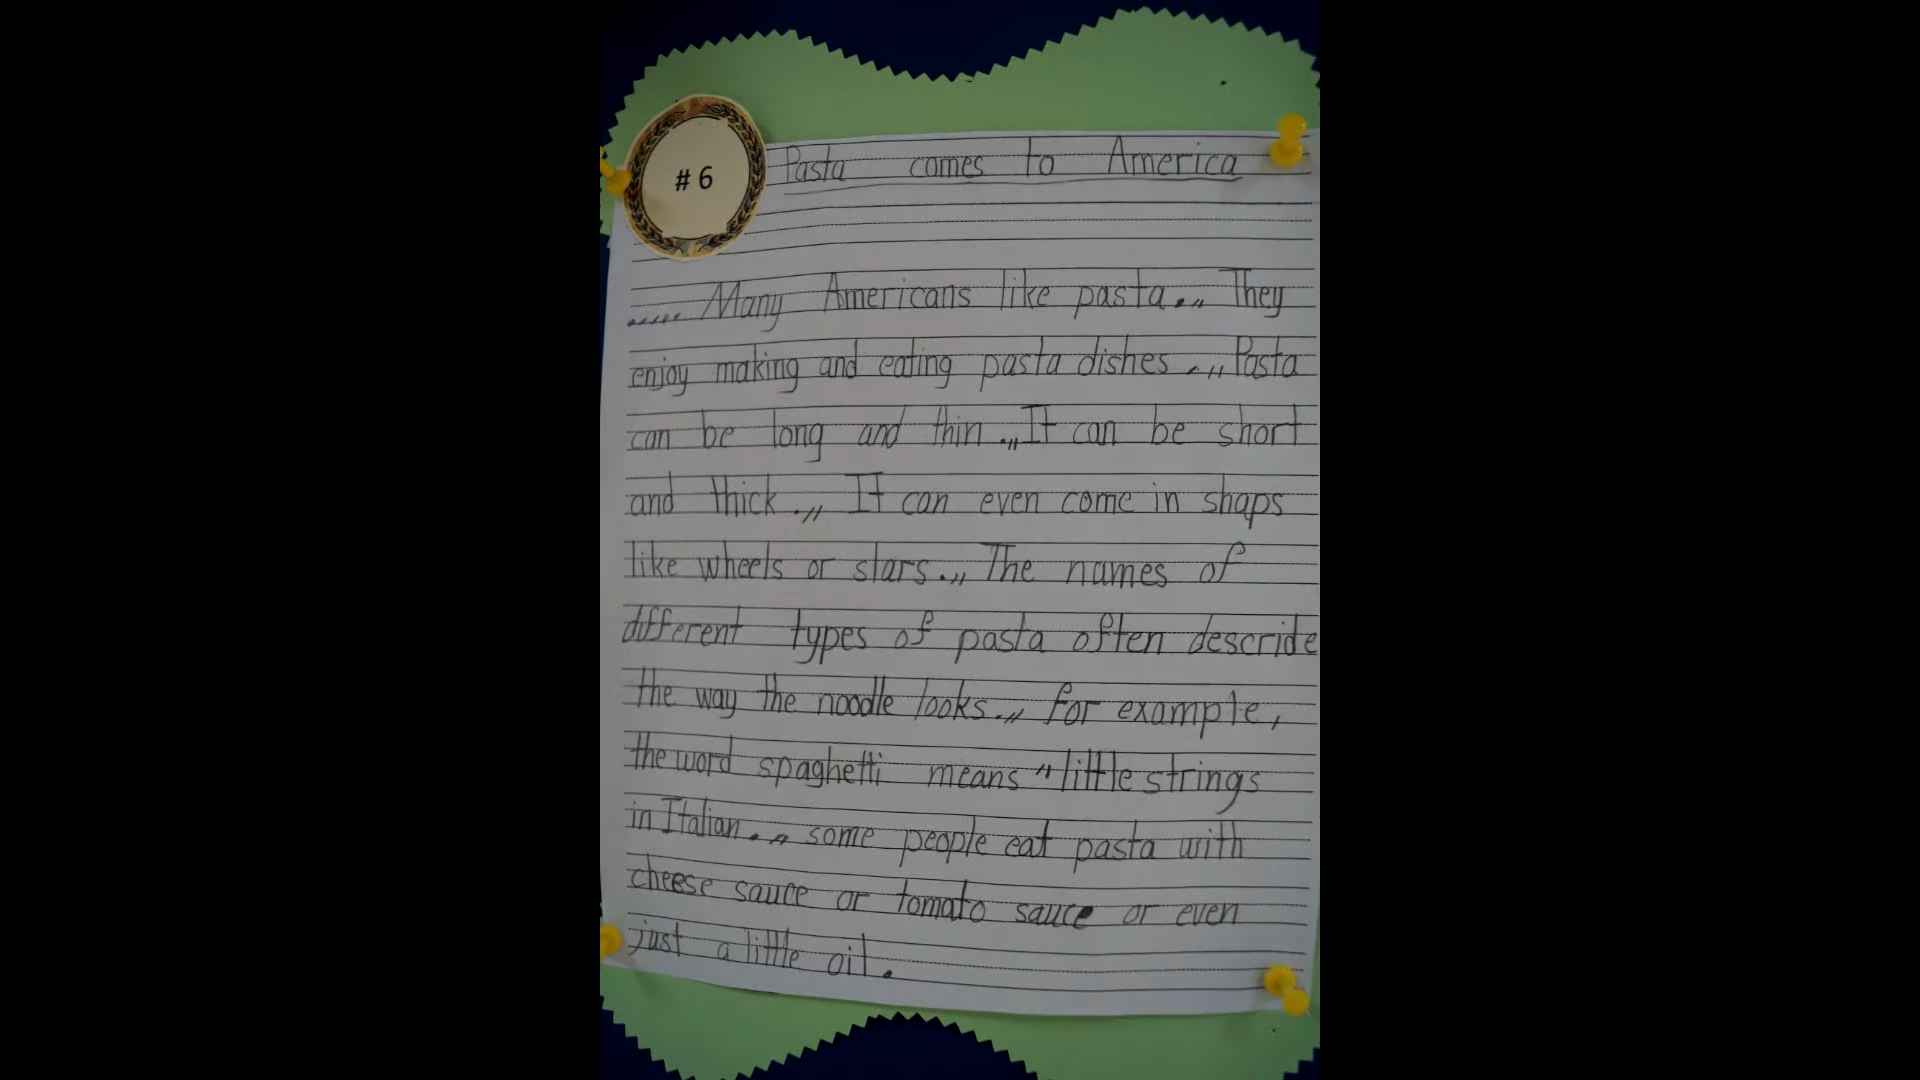 # 6
Pasta comes to America
..... Many Americans like pasta.,, They
enjoy making and eating pasta dishes .,, Pasta
can be long and thin .,, It can be short
and thick .,, It can even come in shaps
like wheels or stars.,, The names of
different types of pasta often descride
the way the noodle looks.,, for example,
the word spaghetti means "little strings
in Italian.,, some people eat pasta with
cheese sauce or tomato sauce or even
just a little oil.